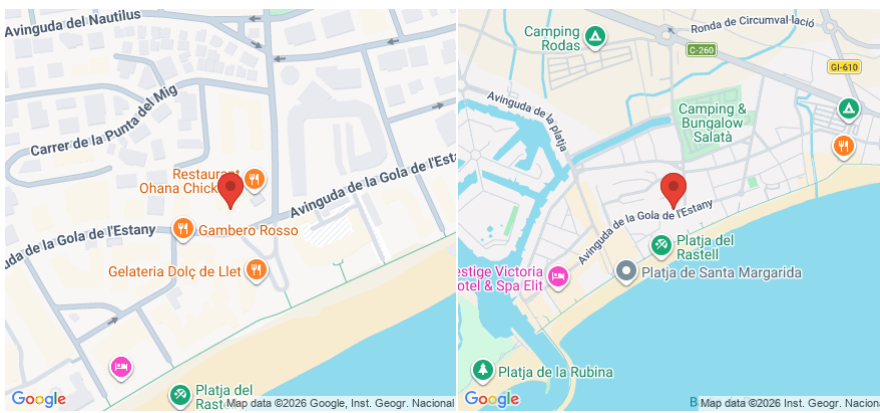 Avinguda del Nautilus
Carrer de la Punta del Mig
Restaurant
Ohana Chick
Avinguda de la Gola de l'Esta
uda de la Gola de l'Estany
Gambero Rosso
Gelateria Dolç de Llet
Platja del
Rast
Google
Map data ©2026 Google, Inst. Geogr. Nacional
Camping
Rodas
Ronda de Circumval·lació
C-260
GI-610
Avinguda de la platja
Camping &
Bungalow
Salatà
Avinguda de la Gola de l'Estany
Platja del
Rastell
estige Victoria
otel & Spa Elit
Platja de Santa Margarida
Platja de la Rubina
B
Google
Map data ©2026 Inst. Geogr. Nacional